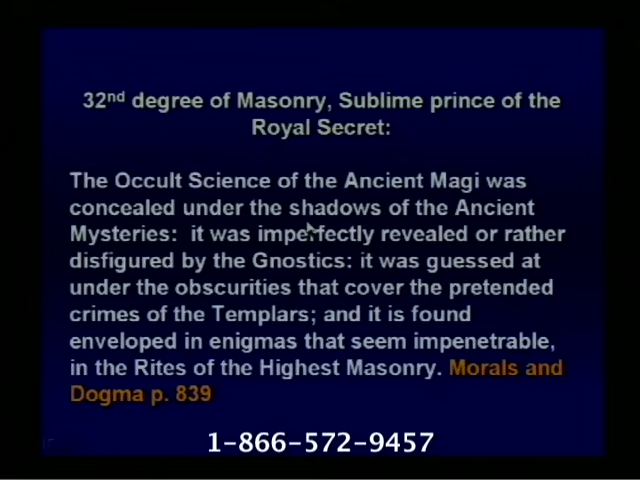 32nd degree of Masonry, Sublime prince of the
Royal Secret:
The Occult Science of the Ancient Magi was
concealed under the shadows of the Ancient
Mysteries: it was imperfectly revealed or rather
disfigured by the Gnostics: it was guessed at
under the obscurities that cover the pretended
crimes of the Templars; and it is found
enveloped in enigmas that seem impenetrable,
in the Rites of the Highest Masonry. Morals and
Dogma p. 839
1-866-572-9457